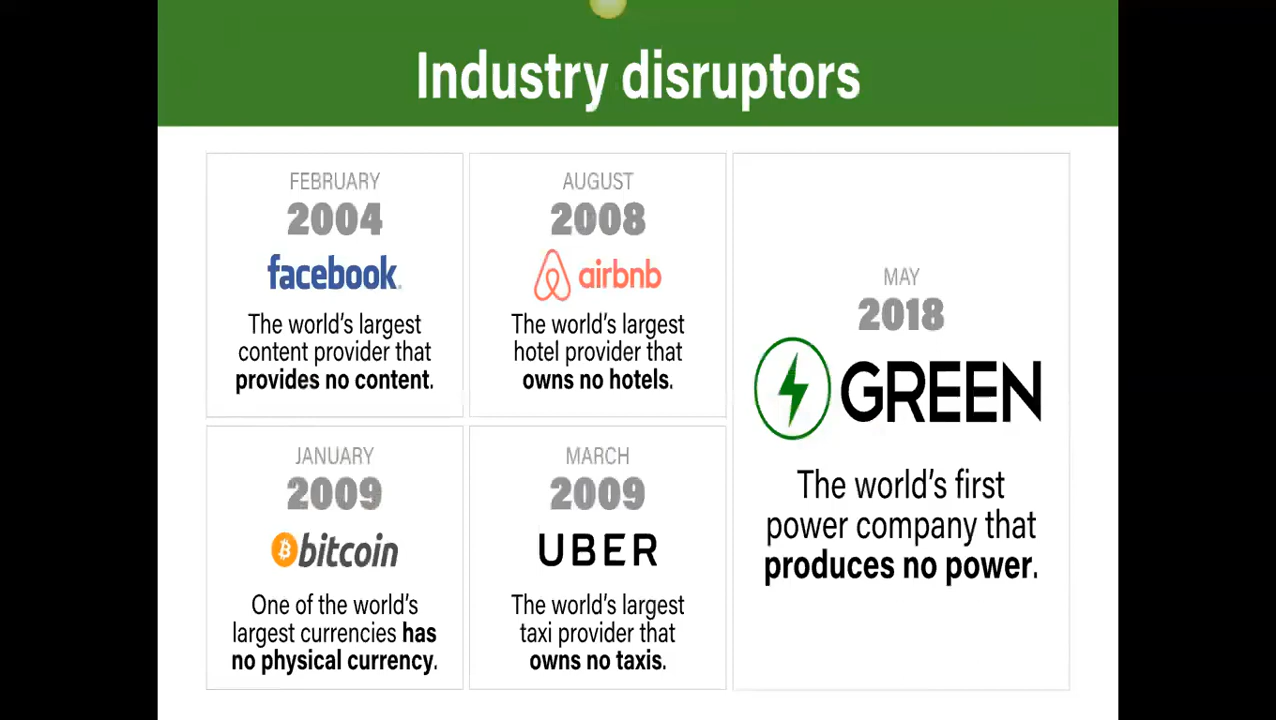 Industry disruptors
FEBRUARY
2004
facebook.
The world's largest
content provider that
provides no content.
AUGUST
2008
airbnb
The world's largest
hotel provider that
owns no hotels.
JANUARY
2009
bitcoin
One of the world's
largest currencies has
no physical currency.
MARCH
2009
UBER
The world's largest
taxi provider that
owns no taxis.
MAY
2018
GREEN
The world's first
power company that
produces no power.